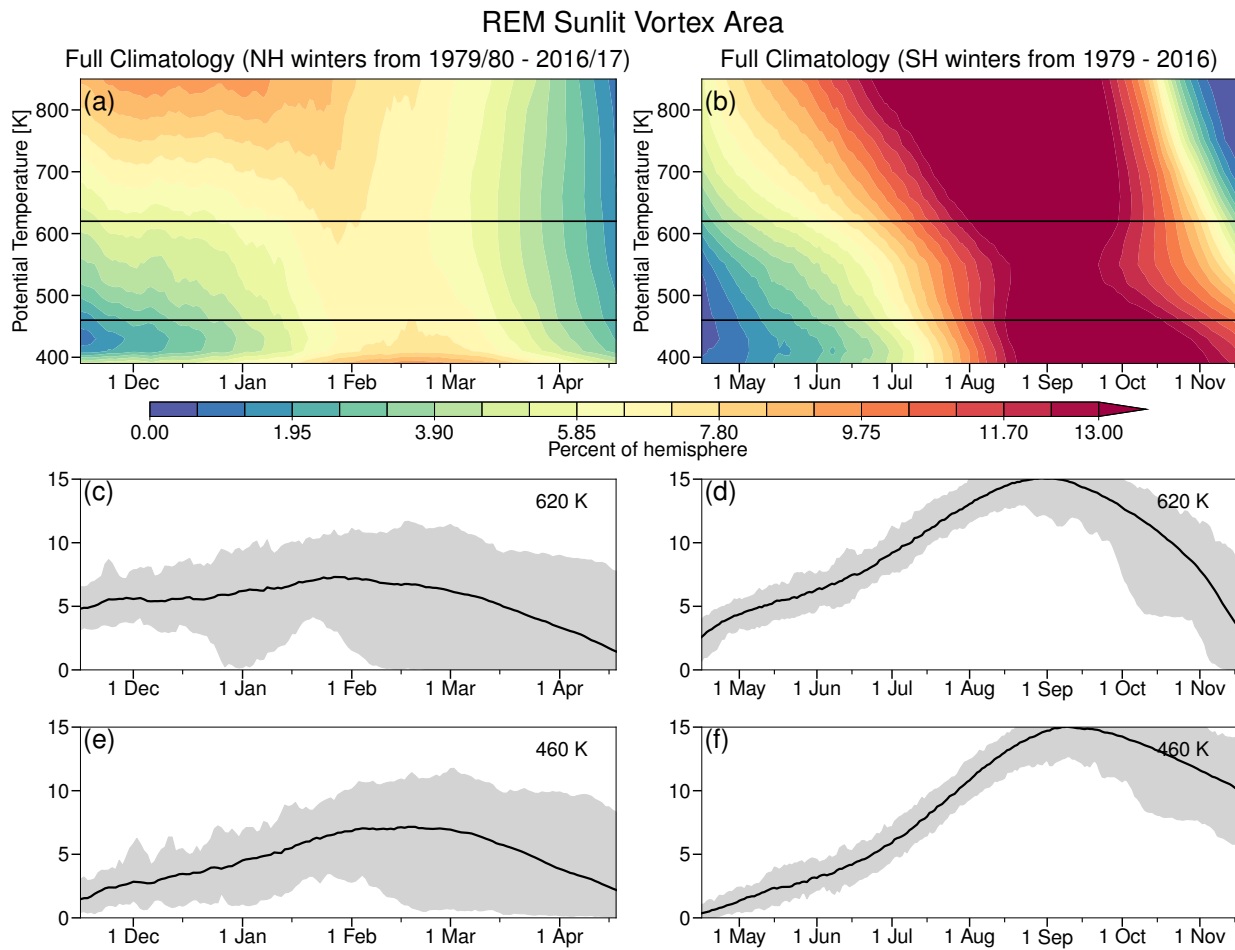 REM Sunlit Vortex Area
Full Climatology (NH winters from 1979/80 - 2016/17)
Full Climatology (SH winters from 1979 - 2016)
(a)
Potential Temperature [K]
800
700
600
500
400
1 Dec 1 Jan 1 Feb 1 Mar 1 Apr
(b)
Potential Temperature [K]
800
700
600
500
400
1 May 1 Jun 1 Jul 1 Aug 1 Sep 1 Oct 1 Nov
0.00 1.95 3.90 5.85 7.80 9.75 11.70 13.00
Percent of hemisphere
(c) 620 K
15
10
5
0
1 Dec 1 Jan 1 Feb 1 Mar 1 Apr
(d) 620 K
15
10
5
0
1 May 1 Jun 1 Jul 1 Aug 1 Sep 1 Oct 1 Nov
(e) 460 K
15
10
5
0
1 Dec 1 Jan 1 Feb 1 Mar 1 Apr
(f) 460 K
15
10
5
0
1 May 1 Jun 1 Jul 1 Aug 1 Sep 1 Oct 1 Nov